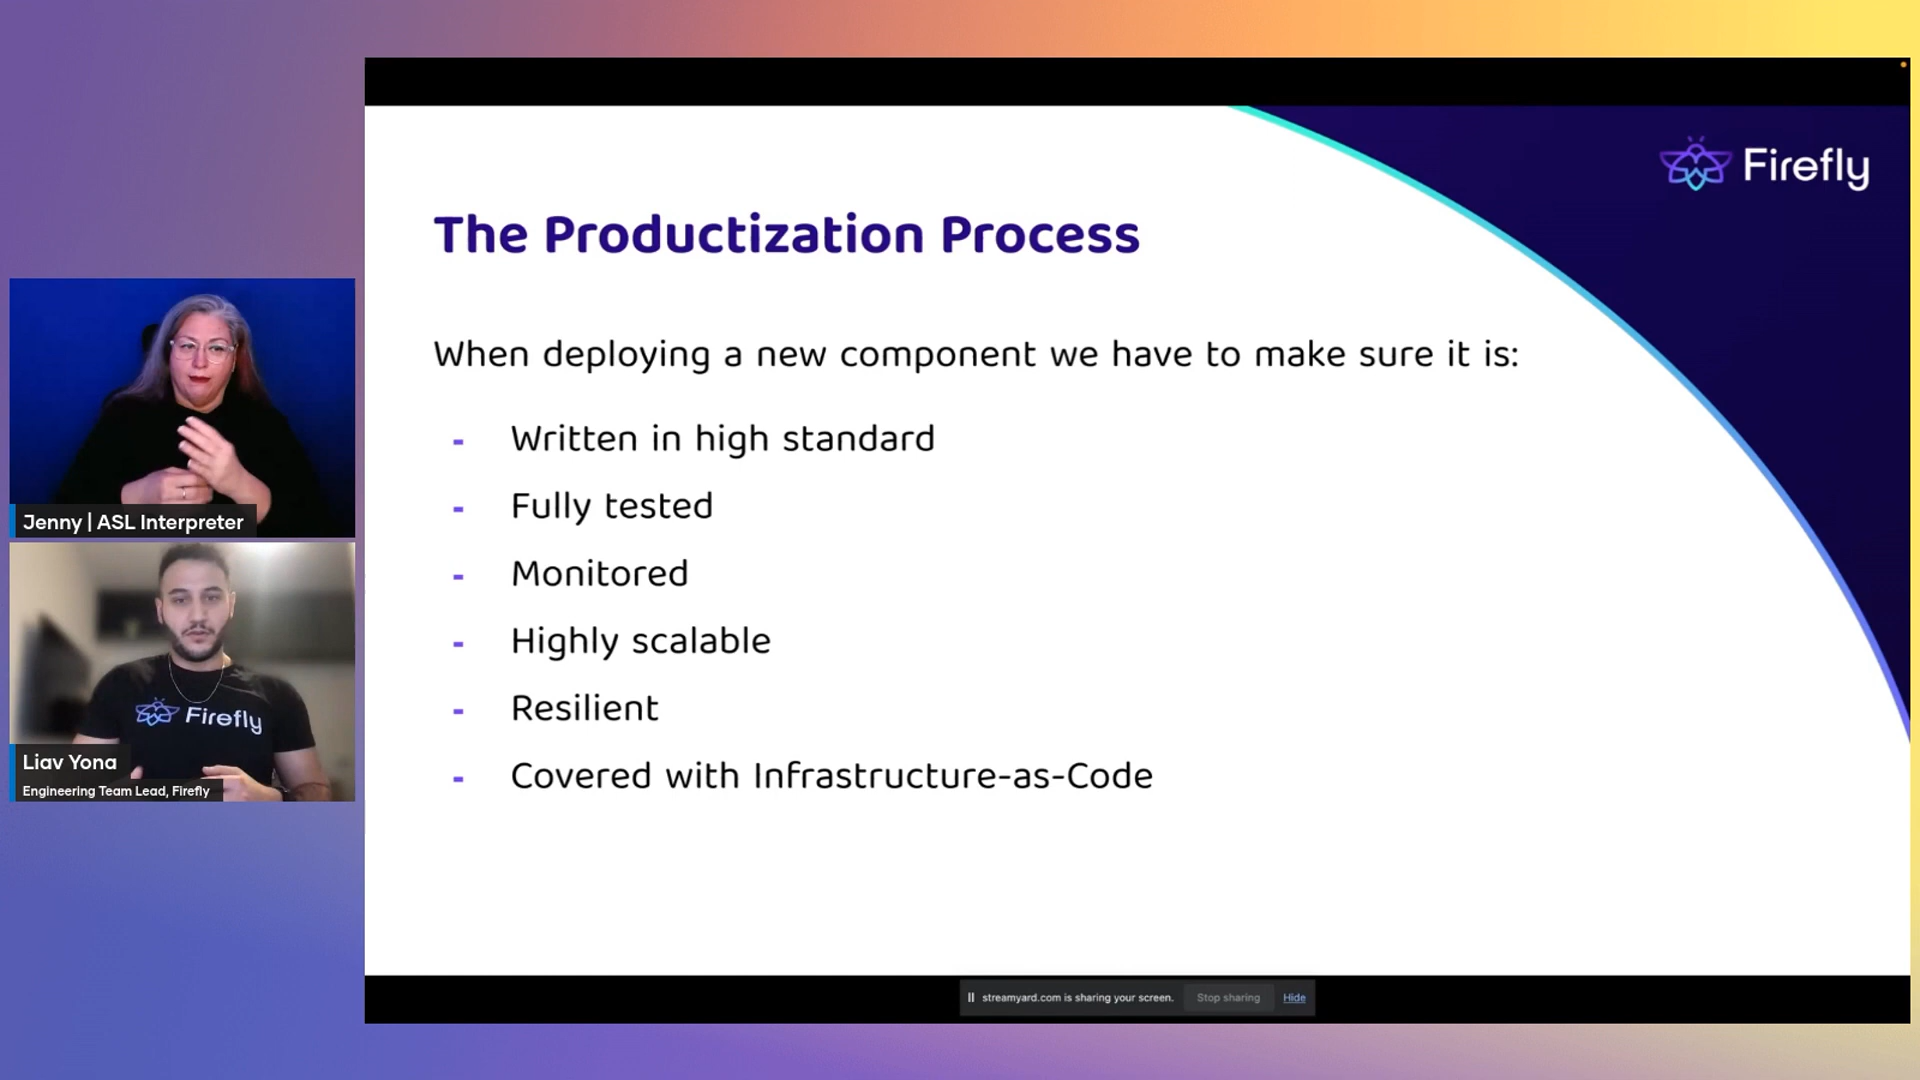 Firefly
The Productization Process
When deploying a new component we have to make sure it is:
- Written in high standard
- Fully tested
- Monitored
- Highly scalable
- Resilient
- Covered with Infrastructure-as-Code
Jenny | ASL Interpreter
Firefly
Liav Yona
Engineering Team Lead, Firefly
streamyard.com is sharing your screen. Stop sharing Hide